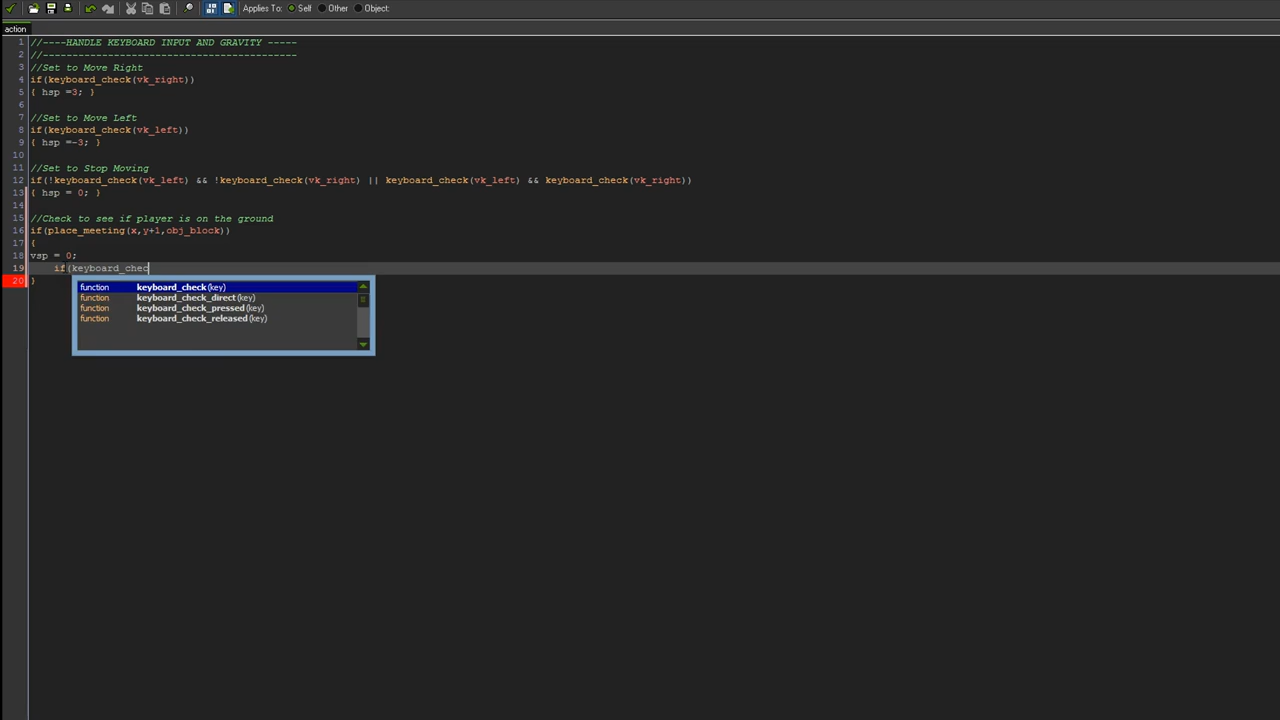 Applies To: Self Other Object:
action
1 //----HANDLE KEYBOARD INPUT AND GRAVITY -----
2 //-------------------------------------------
3 //Set to Move Right
4 if(keyboard_check(vk_right))
5 { hsp =3; }
6
7 //Set to Move Left
8 if(keyboard_check(vk_left))
9 { hsp =-3; }
10
11 //Set to Stop Moving
12 if(!keyboard_check(vk_left) && !keyboard_check(vk_right) || keyboard_check(vk_left) && keyboard_check(vk_right))
13 { hsp = 0; }
14
15 //Check to see if player is on the ground
16 if(place_meeting(x,y+1,obj_block))
17 {
18 vsp = 0;
19 if(keyboard_chec
20 }
function keyboard_check(key)
function keyboard_check_direct(key)
function keyboard_check_pressed(key)
function keyboard_check_released(key)